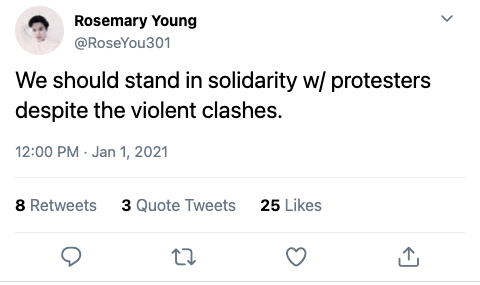 Rosemary Young
@RoseYou301
We should stand in solidarity w/ protesters
despite the violent clashes.
12:00 PM · Jan 1, 2021
8 Retweets 3 Quote Tweets 25 Likes